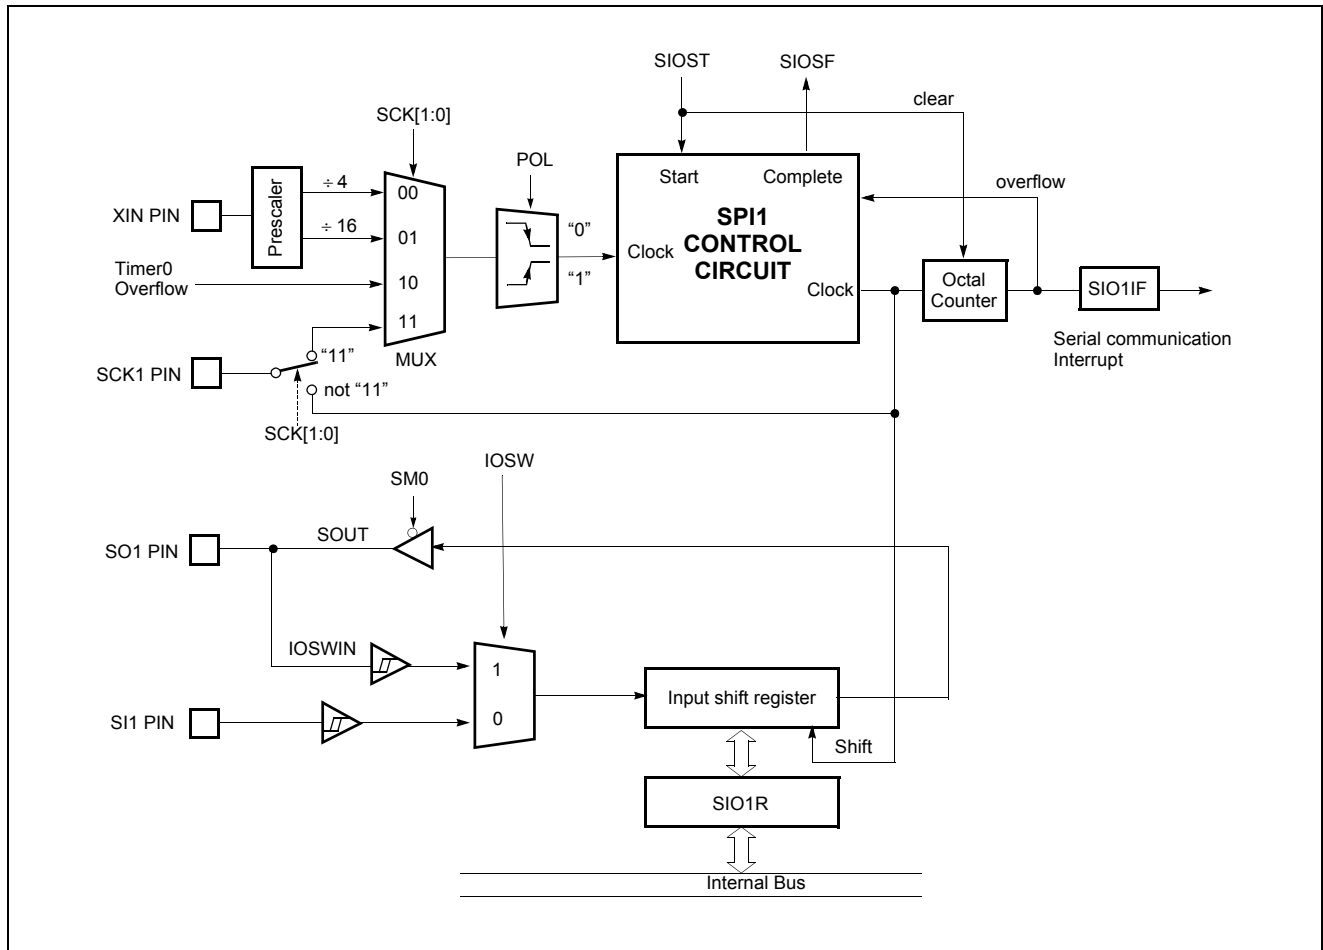 SIOST
SIOSF
clear
SCK[1:0]
POL
Start
Complete
overflow
XIN PIN
Prescaler
÷ 4
÷ 16
00
01
10
11
MUX
“0”
“1”
Clock
SPI1
CONTROL
CIRCUIT
Clock
Timer0
Overflow
Octal
Counter
SIO1IF
Serial communication
Interrupt
SCK1 PIN
“11”
not “11”
SCK[1:0]
IOSW
SM0
SO1 PIN
SOUT
IOSWIN
1
0
SI1 PIN
Input shift register
Shift
SIO1R
Internal Bus